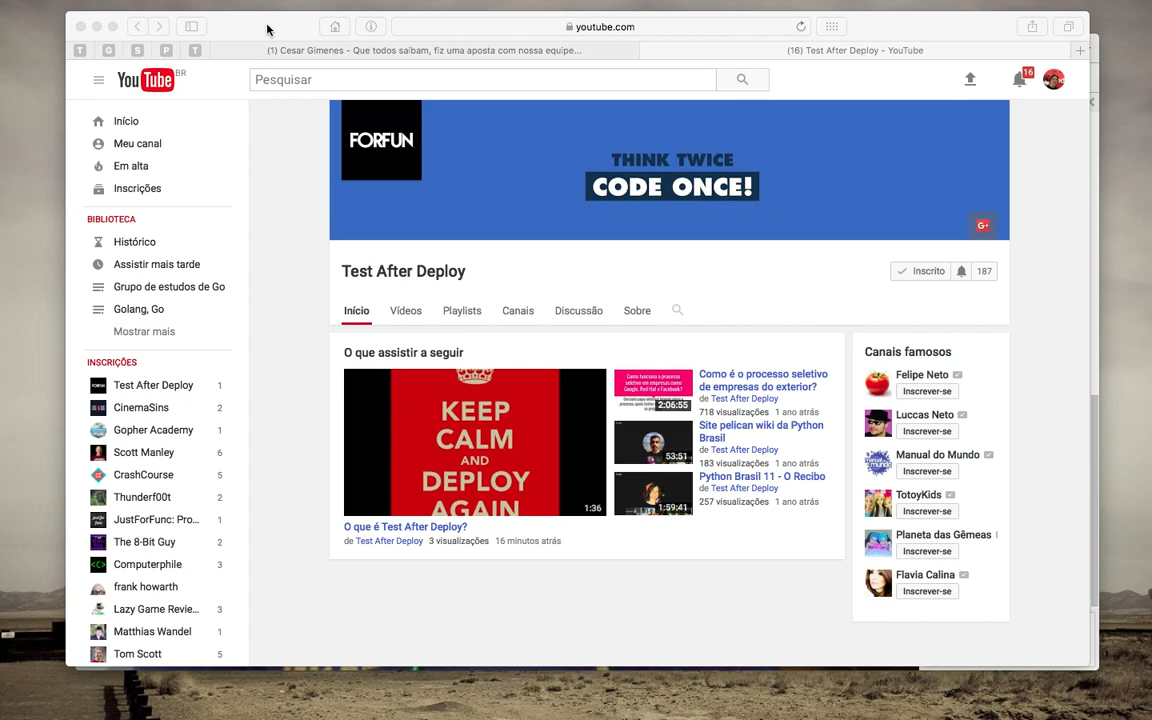 youtube.com
T G S P T
(1) Cesar Gimenes - Que todos saibam, fiz uma aposta com nossa equipe...
(16) Test After Deploy - YouTube
YouTube BR
Pesquisar
16
Início
Meu canal
Em alta
Inscrições
BIBLIOTECA
Histórico
Assistir mais tarde
Grupo de estudos de Go
Golang, Go
Mostrar mais
INSCRIÇÕES
Test After Deploy 1
CinemaSins 2
Gopher Academy 1
Scott Manley 6
CrashCourse 5
Thunderf00t 2
JustForFunc: Pro... 1
The 8-Bit Guy 2
Computerphile 3
frank howarth
Lazy Game Revie... 3
Matthias Wandel 1
Tom Scott 5
FORFUN
THINK TWICE
CODE ONCE!
G+
Test After Deploy
Inscrito 187
Início Vídeos Playlists Canais Discussão Sobre
O que assistir a seguir
KEEP
CALM
AND
DEPLOY
AGAIN
1:36
O que é Test After Deploy?
de Test After Deploy 3 visualizações 16 minutos atrás
2:06:55
Como é o processo seletivo
de empresas do exterior?
de Test After Deploy
718 visualizações 1 ano atrás
53:51
Site pelican wiki da Python
Brasil
de Test After Deploy
183 visualizações 1 ano atrás
1:59:41
Python Brasil 11 - O Recibo
de Test After Deploy
257 visualizações 1 ano atrás
Canais famosos
Felipe Neto
Inscrever-se
Luccas Neto
Inscrever-se
Manual do Mundo
Inscrever-se
TotoyKids
Inscrever-se
Planeta das Gêmeas
Inscrever-se
Flavia Calina
Inscrever-se